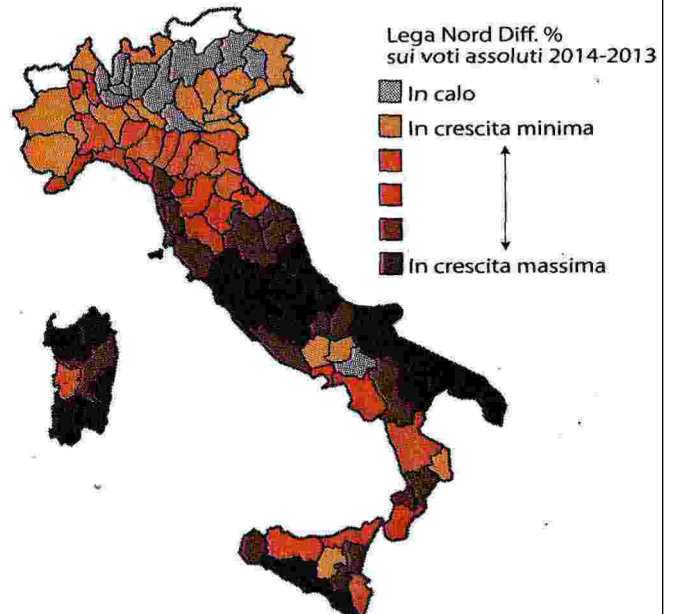 Lega Nord Diff. %
sui voti assoluti 2014-2013
In calo
In crescita minima
In crescita massima